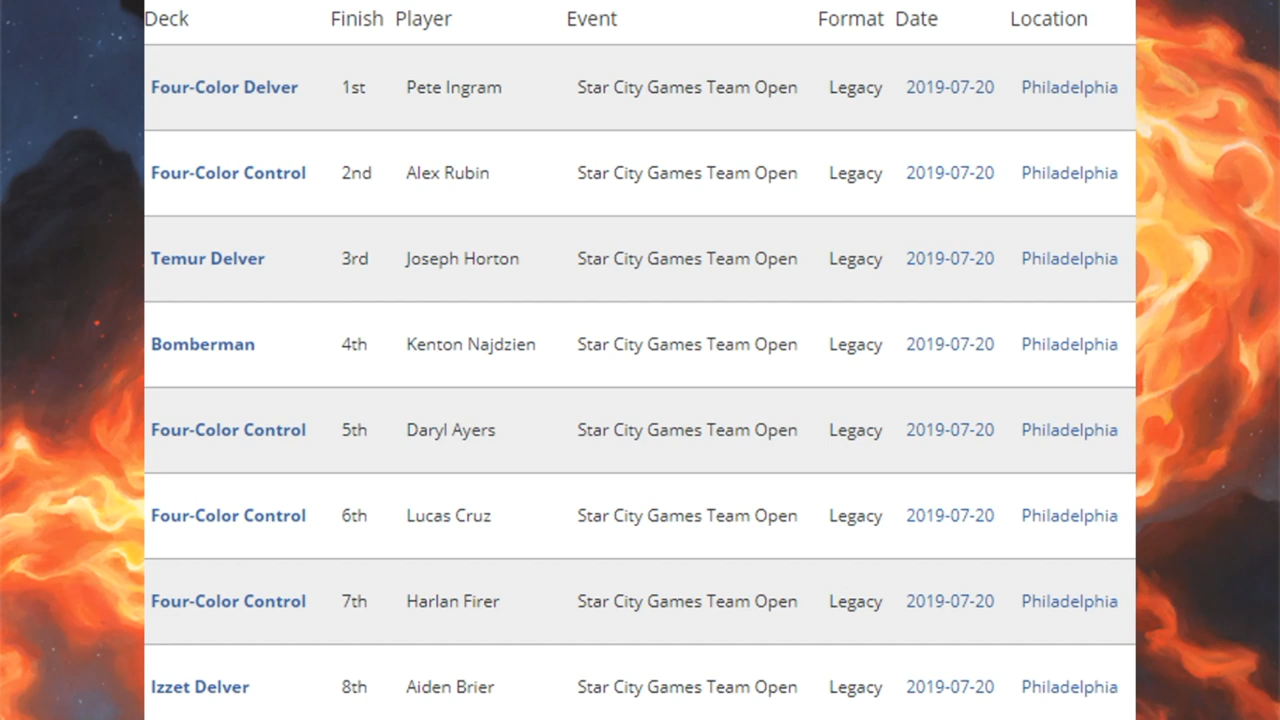 Deck Finish Player Event Format Date Location
Four-Color Delver 1st Pete Ingram Star City Games Team Open Legacy 2019-07-20 Philadelphia
Four-Color Control 2nd Alex Rubin Star City Games Team Open Legacy 2019-07-20 Philadelphia
Temur Delver 3rd Joseph Horton Star City Games Team Open Legacy 2019-07-20 Philadelphia
Bomberman 4th Kenton Najdzien Star City Games Team Open Legacy 2019-07-20 Philadelphia
Four-Color Control 5th Daryl Ayers Star City Games Team Open Legacy 2019-07-20 Philadelphia
Four-Color Control 6th Lucas Cruz Star City Games Team Open Legacy 2019-07-20 Philadelphia
Four-Color Control 7th Harlan Firer Star City Games Team Open Legacy 2019-07-20 Philadelphia
Izzet Delver 8th Aiden Brier Star City Games Team Open Legacy 2019-07-20 Philadelphia